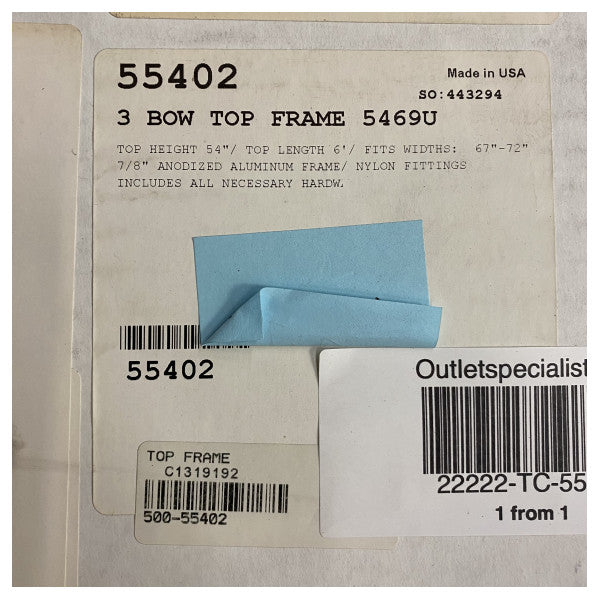 55402
Made in USA
SO:443294
3 BOW TOP FRAME 5469U
TOP HEIGHT 54"/ TOP LENGTH 6'/ FITS WIDTHS: 67"-72"
7/8" ANODIZED ALUMINUM FRAME/ NYLON FITTINGS
INCLUDES ALL NECESSARY HARDW.
55402
Outletspecialist
22222-TC-55
1 from 1
TOP FRAME
C1319192
500-55402